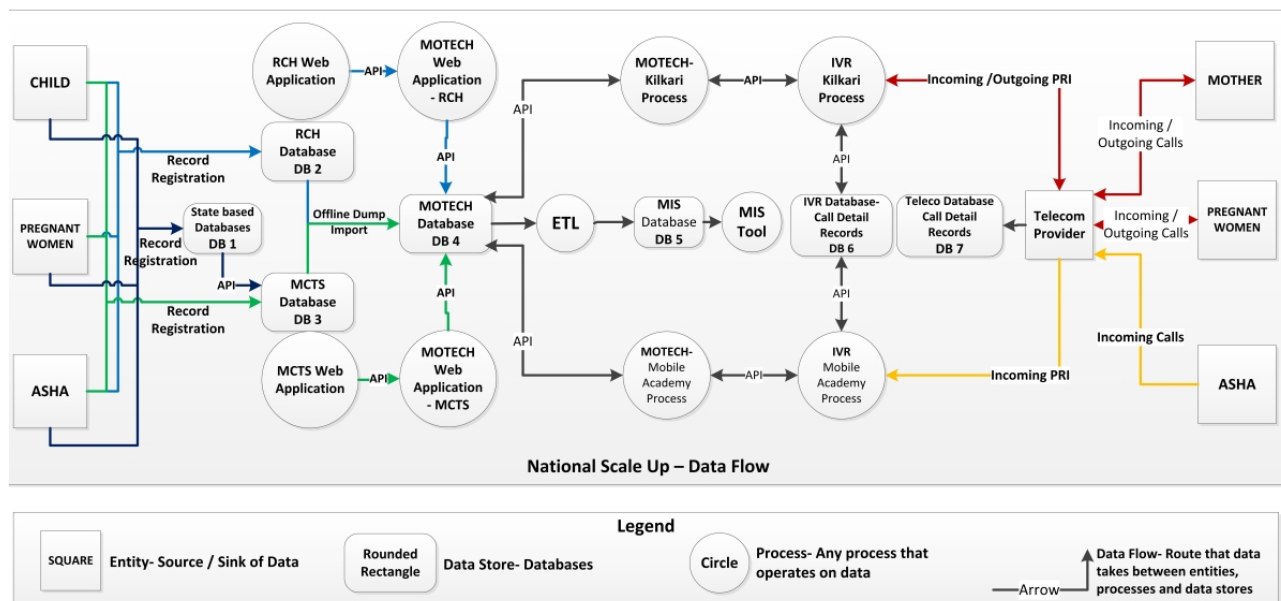 CHILD
PREGNANT
WOMEN
ASHA
Record
Registration
Record
Registration
Record
Registration
State based
Databases
DB 1
API
RCH Web
Application
API
MOTECH
Web
Application
- RCH
API
RCH
Database
DB 2
Offline Dump
Import
MCTS
Database
DB 3
MCTS Web
Application
API
MOTECH
Web
Application
- MCTS
API
MOTECH
Database
DB 4
API
API
ETL
MIS
Database
DB 5
MIS
Tool
MOTECH-
Kilkari
Process
API
IVR
Kilkari
Process
API
IVR Database-
Call Detail
Records
DB 6
API
MOTECH-
Mobile
Academy
Process
API
IVR
Mobile
Academy
Process
Teleco Database
Call Detail
Records
DB 7
Telecom
Provider
Incoming /Outgoing PRI
Incoming PRI
Incoming /
Outgoing Calls
Incoming /
Outgoing Calls
Incoming Calls
MOTHER
PREGNANT
WOMEN
ASHA
National Scale Up – Data Flow
Legend
SQUARE
Entity- Source / Sink of Data
Rounded
Rectangle
Data Store- Databases
Circle
Process- Any process that
operates on data
Arrow
Data Flow- Route that data
takes between entities,
processes and data stores